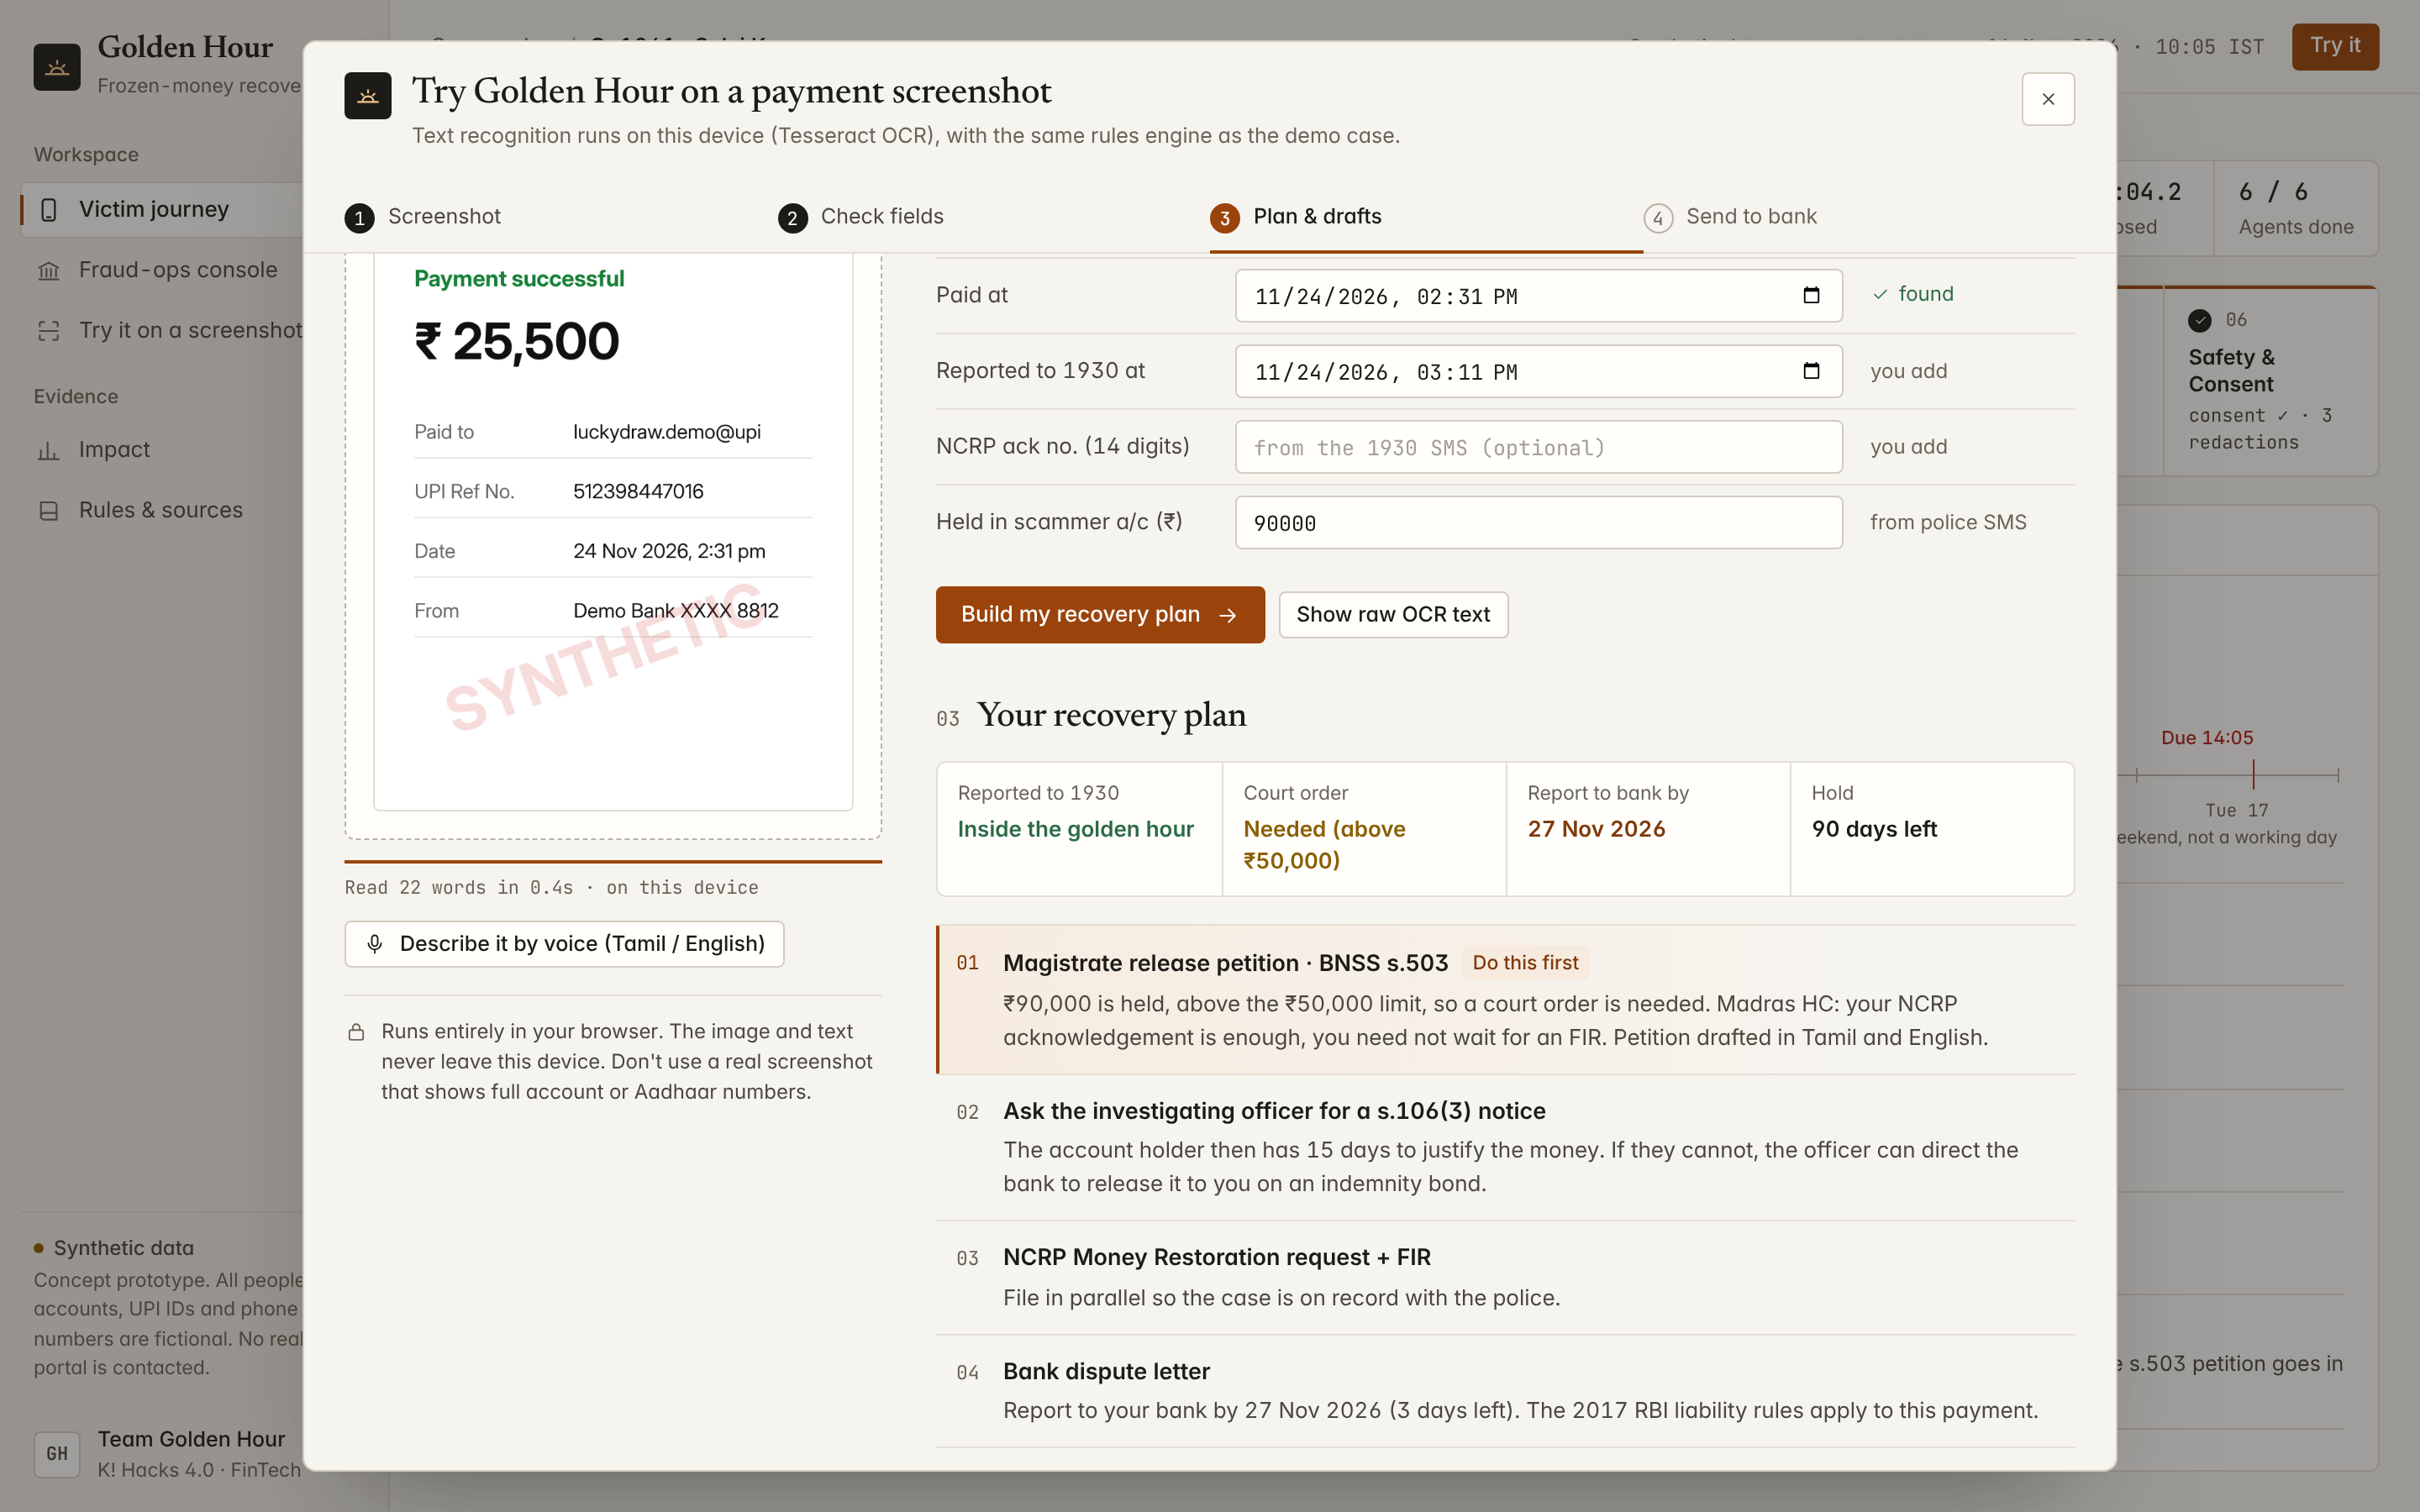 Golden Hour
Frozen-money recove
Workspace
Victim journey
Fraud-ops console
Try it on a screenshot
Evidence
Impact
Rules & sources
Synthetic data
Concept prototype. All people
accounts, UPI IDs and phone
numbers are fictional. No real
portal is contacted.
GH
Team Golden Hour
K! Hacks 4.0 · FinTech
· 10:05 IST
Try it
Try Golden Hour on a payment screenshot
Text recognition runs on this device (Tesseract OCR), with the same rules engine as the demo case.
×
1 Screenshot
2 Check fields
3 Plan & drafts
4 Send to bank
Payment successful
₹ 25,500
Paid to luckydraw.demo@upi
UPI Ref No. 512398447016
Date 24 Nov 2026, 2:31 pm
From Demo Bank XXXX 8812
SYNTHETIC
Read 22 words in 0.4s · on this device
Describe it by voice (Tamil / English)
Runs entirely in your browser. The image and text
never leave this device. Don't use a real screenshot
that shows full account or Aadhaar numbers.
Paid at 11/24/2026, 02:31 PM ✓ found
Reported to 1930 at 11/24/2026, 03:11 PM you add
NCRP ack no. (14 digits) from the 1930 SMS (optional) you add
Held in scammer a/c (₹) 90000 from police SMS
Build my recovery plan →
Show raw OCR text
03 Your recovery plan
Reported to 1930
Inside the golden hour
Court order
Needed (above
₹50,000)
Report to bank by
27 Nov 2026
Hold
90 days left
01 Magistrate release petition · BNSS s.503 Do this first
₹90,000 is held, above the ₹50,000 limit, so a court order is needed. Madras HC: your NCRP
acknowledgement is enough, you need not wait for an FIR. Petition drafted in Tamil and English.
02 Ask the investigating officer for a s.106(3) notice
The account holder then has 15 days to justify the money. If they cannot, the officer can direct the
bank to release it to you on an indemnity bond.
03 NCRP Money Restoration request + FIR
File in parallel so the case is on record with the police.
04 Bank dispute letter
Report to your bank by 27 Nov 2026 (3 days left). The 2017 RBI liability rules apply to this payment.
:04.2
osed
6 / 6
Agents done
06
Safety &
Consent
consent ✓ · 3
redactions
Due 14:05
Tue 17
eekend, not a working day
e s.503 petition goes in